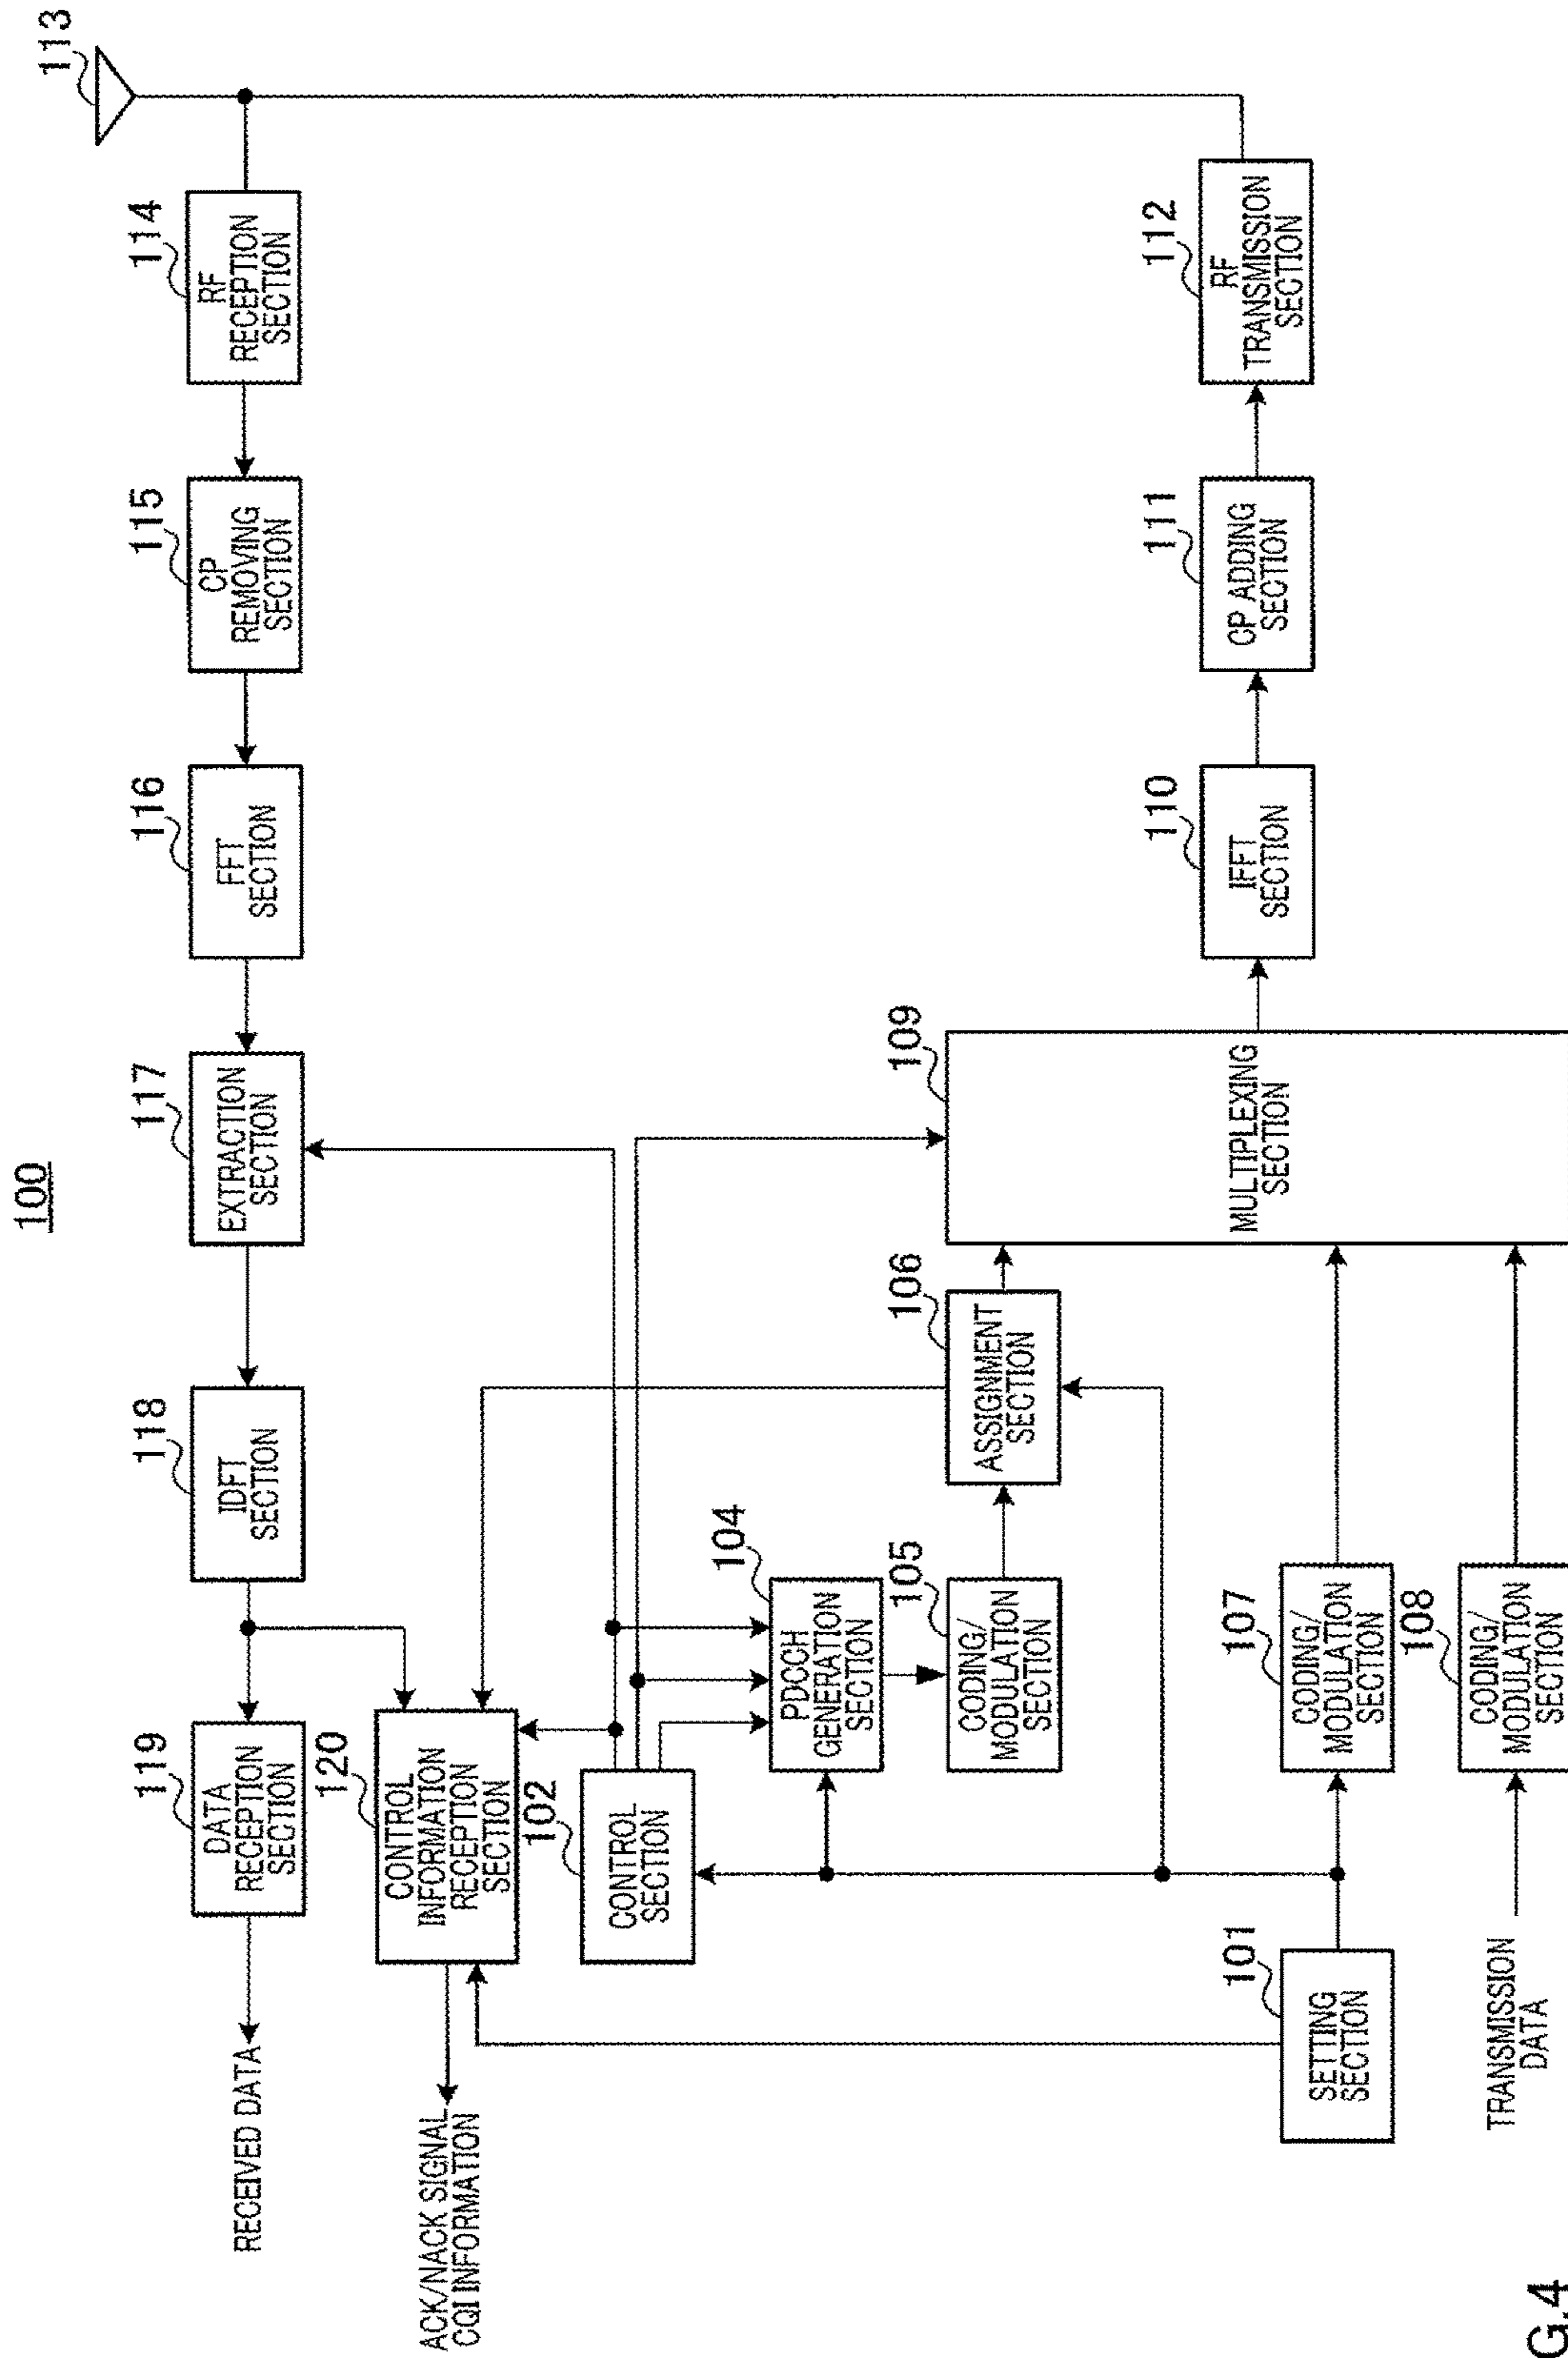 100
113
RECEIVED DATA
119
DATA
RECEPTION
SECTION
118
IDFT
SECTION
117
EXTRACTION
SECTION
116
FFT
SECTION
115
CP
REMOVING
SECTION
114
RF
RECEPTION
SECTION
ACK/NACK SIGNAL
CQI INFORMATION
120
CONTROL
INFORMATION
RECEPTION
SECTION
102
CONTROL
SECTION
104
PDCCH
GENERATION
SECTION
105
CODING/
MODULATION
SECTION
106
ASSIGNMENT
SECTION
109
MULTIPLEXING
SECTION
110
IFFT
SECTION
111
CP ADDING
SECTION
112
RF
TRANSMISSION
SECTION
101
SETTING
SECTION
107
CODING/
MODULATION
SECTION
TRANSMISSION
DATA
108
CODING/
MODULATION
SECTION
G.4